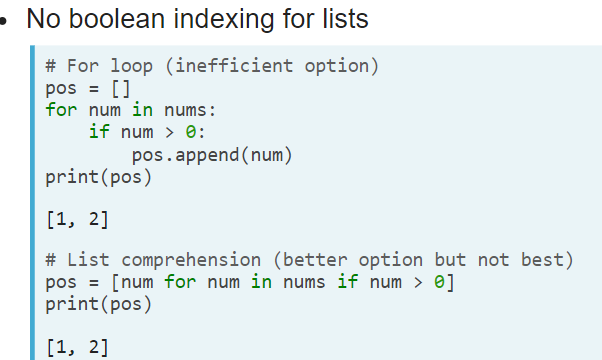 • No boolean indexing for lists
# For loop (inefficient option)
pos = []
for num in nums:
    if num > 0:
        pos.append(num)
print(pos)
[1, 2]
# List comprehension (better option but not best)
pos = [num for num in nums if num > 0]
print(pos)
[1, 2]